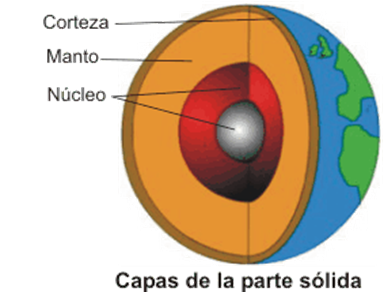 Corteza
Manto
Núcleo
Capas de la parte sólida